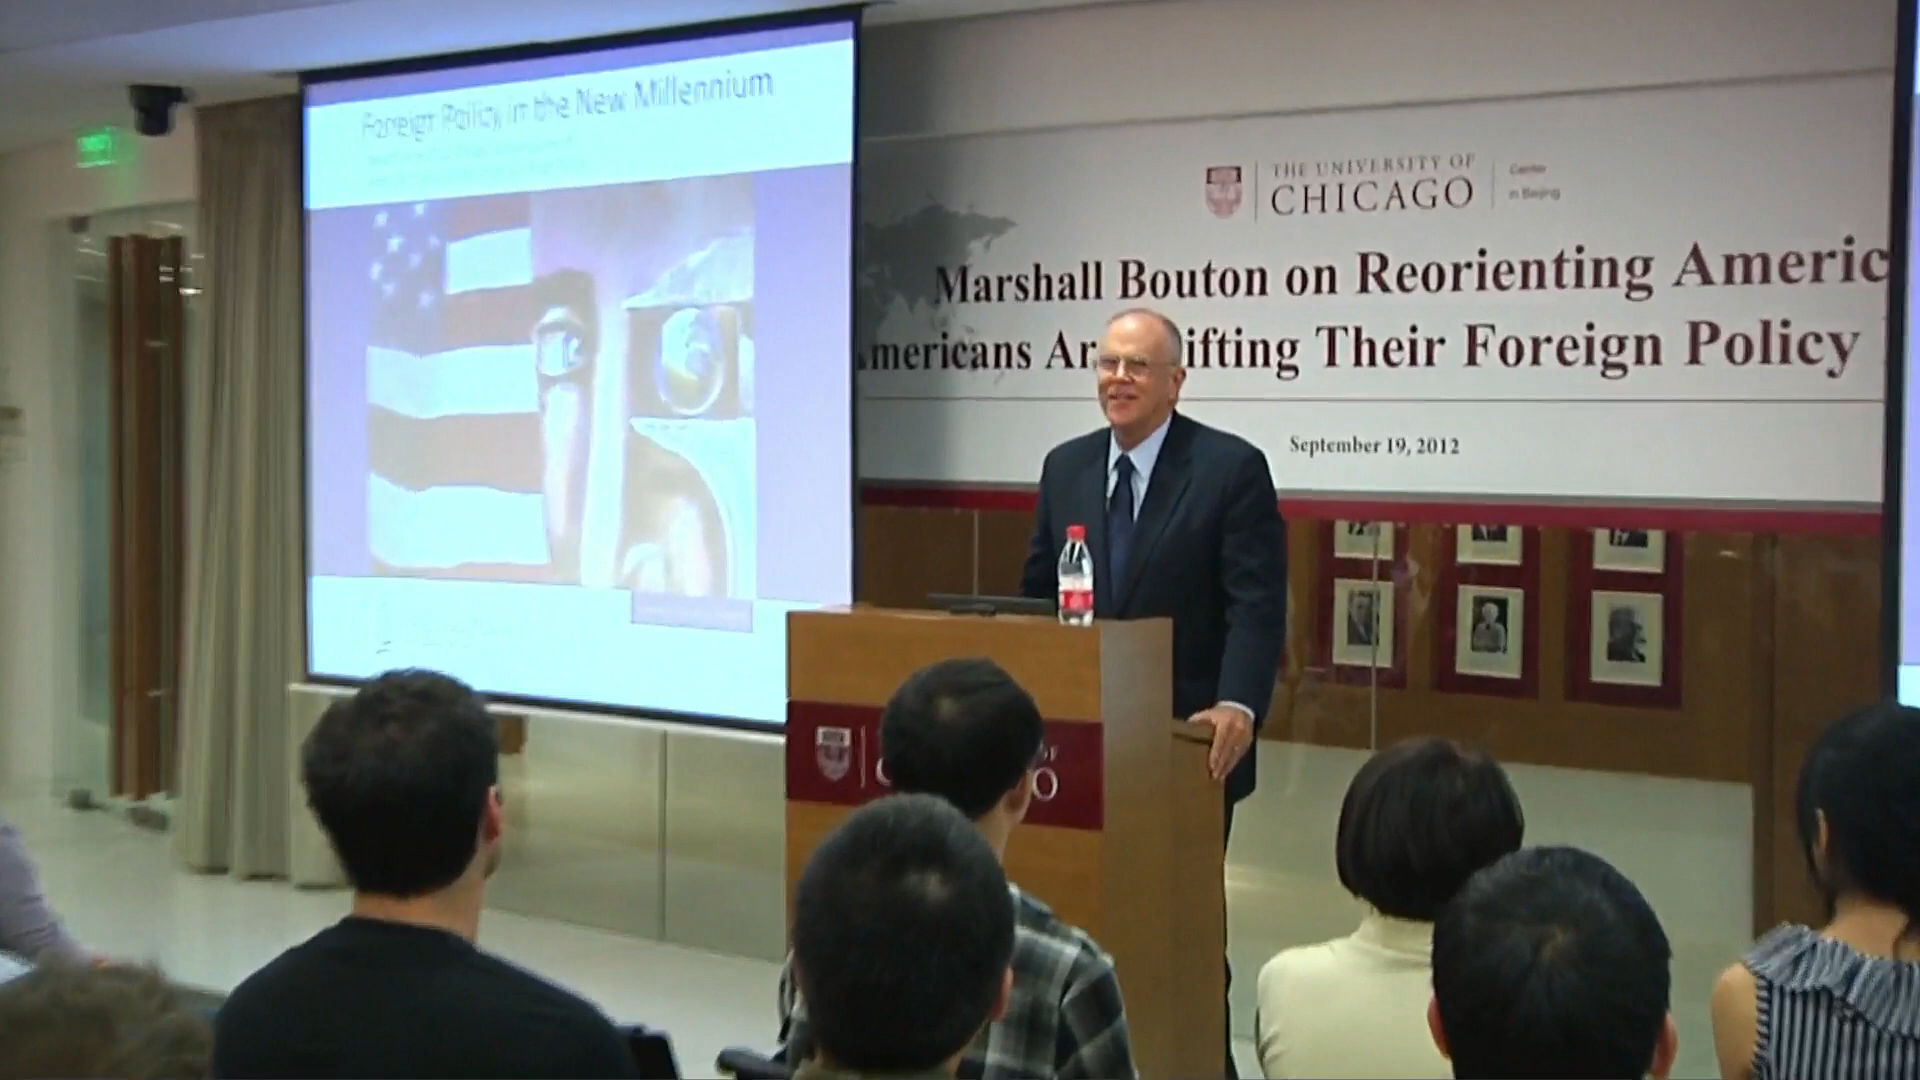 Foreign Policy in the New Millennium
THE UNIVERSITY OF
CHICAGO
Center
in Beijing
Marshall Bouton on Reorienting Americ
mericans Ar ifting Their Foreign Policy
September 19, 2012
OF
C O